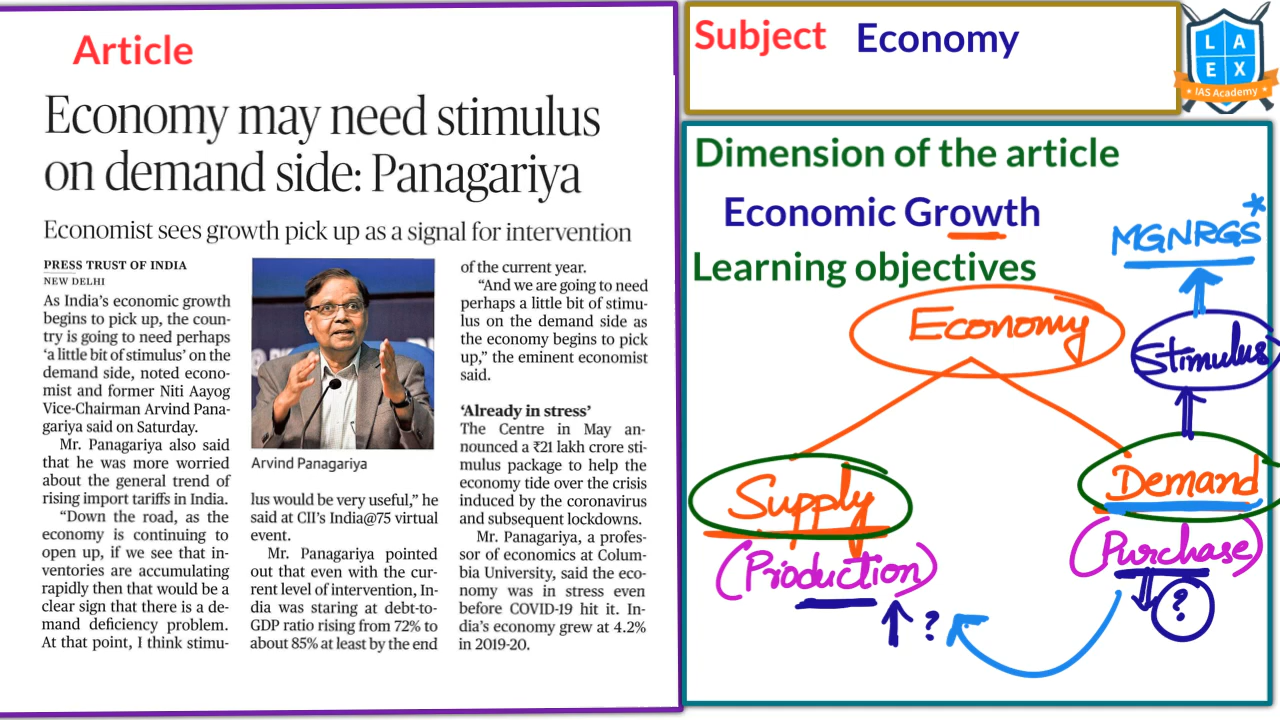 Article
Economy may need stimulus
on demand side: Panagariya
Economist sees growth pick up as a signal for intervention
PRESS TRUST OF INDIA
NEW DELHI
As India's economic growth
begins to pick up, the coun-
try is going to need perhaps
'a little bit of stimulus' on the
demand side, noted econo-
mist and former Niti Aayog
Vice-Chairman Arvind Pana-
gariya said on Saturday.
Mr. Panagariya also said
that he was more worried
about the general trend of
rising import tariffs in India.
"Down the road, as the
economy is continuing to
open up, if we see that in-
ventories are accumulating
rapidly then that would be a
clear sign that there is a de-
mand deficiency problem.
At that point, I think stimu-
Arvind Panagariya
lus would be very useful," he
said at CII's India@75 virtual
event.
Mr. Panagariya pointed
out that even with the cur-
rent level of intervention, In-
dia was staring at debt-to-
GDP ratio rising from 72% to
about 85% at least by the end
of the current year.
"And we are going to need
perhaps a little bit of stimu-
lus on the demand side as
the economy begins to pick
up," the eminent economist
said.
'Already in stress'
The Centre in May an-
nounced a ₹21 lakh crore sti-
mulus package to help the
economy tide over the crisis
induced by the coronavirus
and subsequent lockdowns.
Mr. Panagariya, a profes-
sor of economics at Colum-
bia University, said the eco-
nomy was in stress even
before COVID-19 hit it. In-
dia's economy grew at 4.2%
in 2019-20.
Subject Economy
L A
E X
IAS Academy
Dimension of the article
Economic Growth
MGNRGS*
Learning objectives
Economy
Stimulus
Supply
Demand
(Production)
(Purchase)
?
?